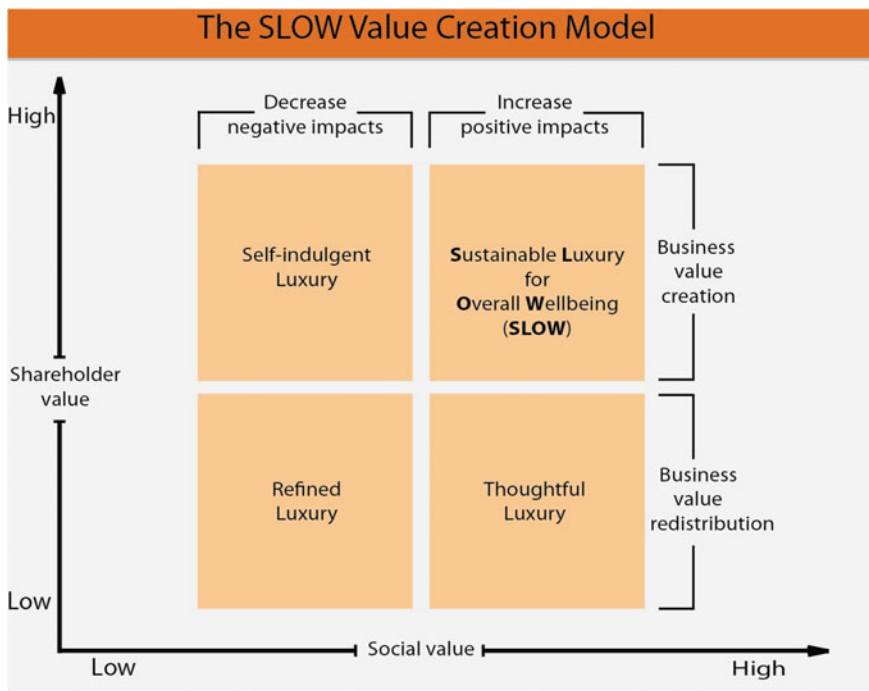 The SLOW Value Creation Model
High
Decrease
negative impacts
Increase
positive impacts
Self-indulgent
Luxury
Sustainable Luxury
for
Overall Wellbeing
(SLOW)
Business
value
creation
Shareholder
value
Refined
Luxury
Thoughtful
Luxury
Business
value
redistribution
Low
Social value
Low
High